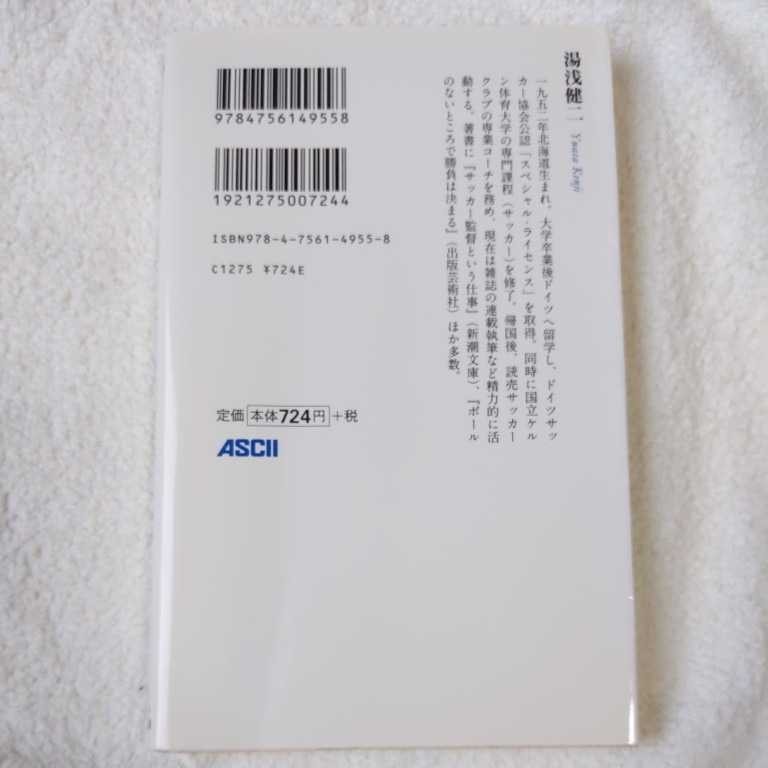 湯浅健二 Yuasa Kenji
一九五二年北海道生まれ。大学卒業後ドイツへ留学し、ドイツサッ
カー協会公認「スペシャル・ライセンス」を取得。同時に国立ケル
ン体育大学の専門課程（サッカー）を修了。帰国後、読売サッカー
クラブの専業コーチを務め、現在は雑誌の連載執筆など精力的に活
動する。著書に『サッカー監督という仕事』（新潮文庫）、『ボール
のないところで勝負は決まる』（出版芸術社）ほか多数。
9784756149558
1921275007244
ISBN978-4-7561-4955-8
C1275 ¥724E
定価 本体724円 +税
ASCII